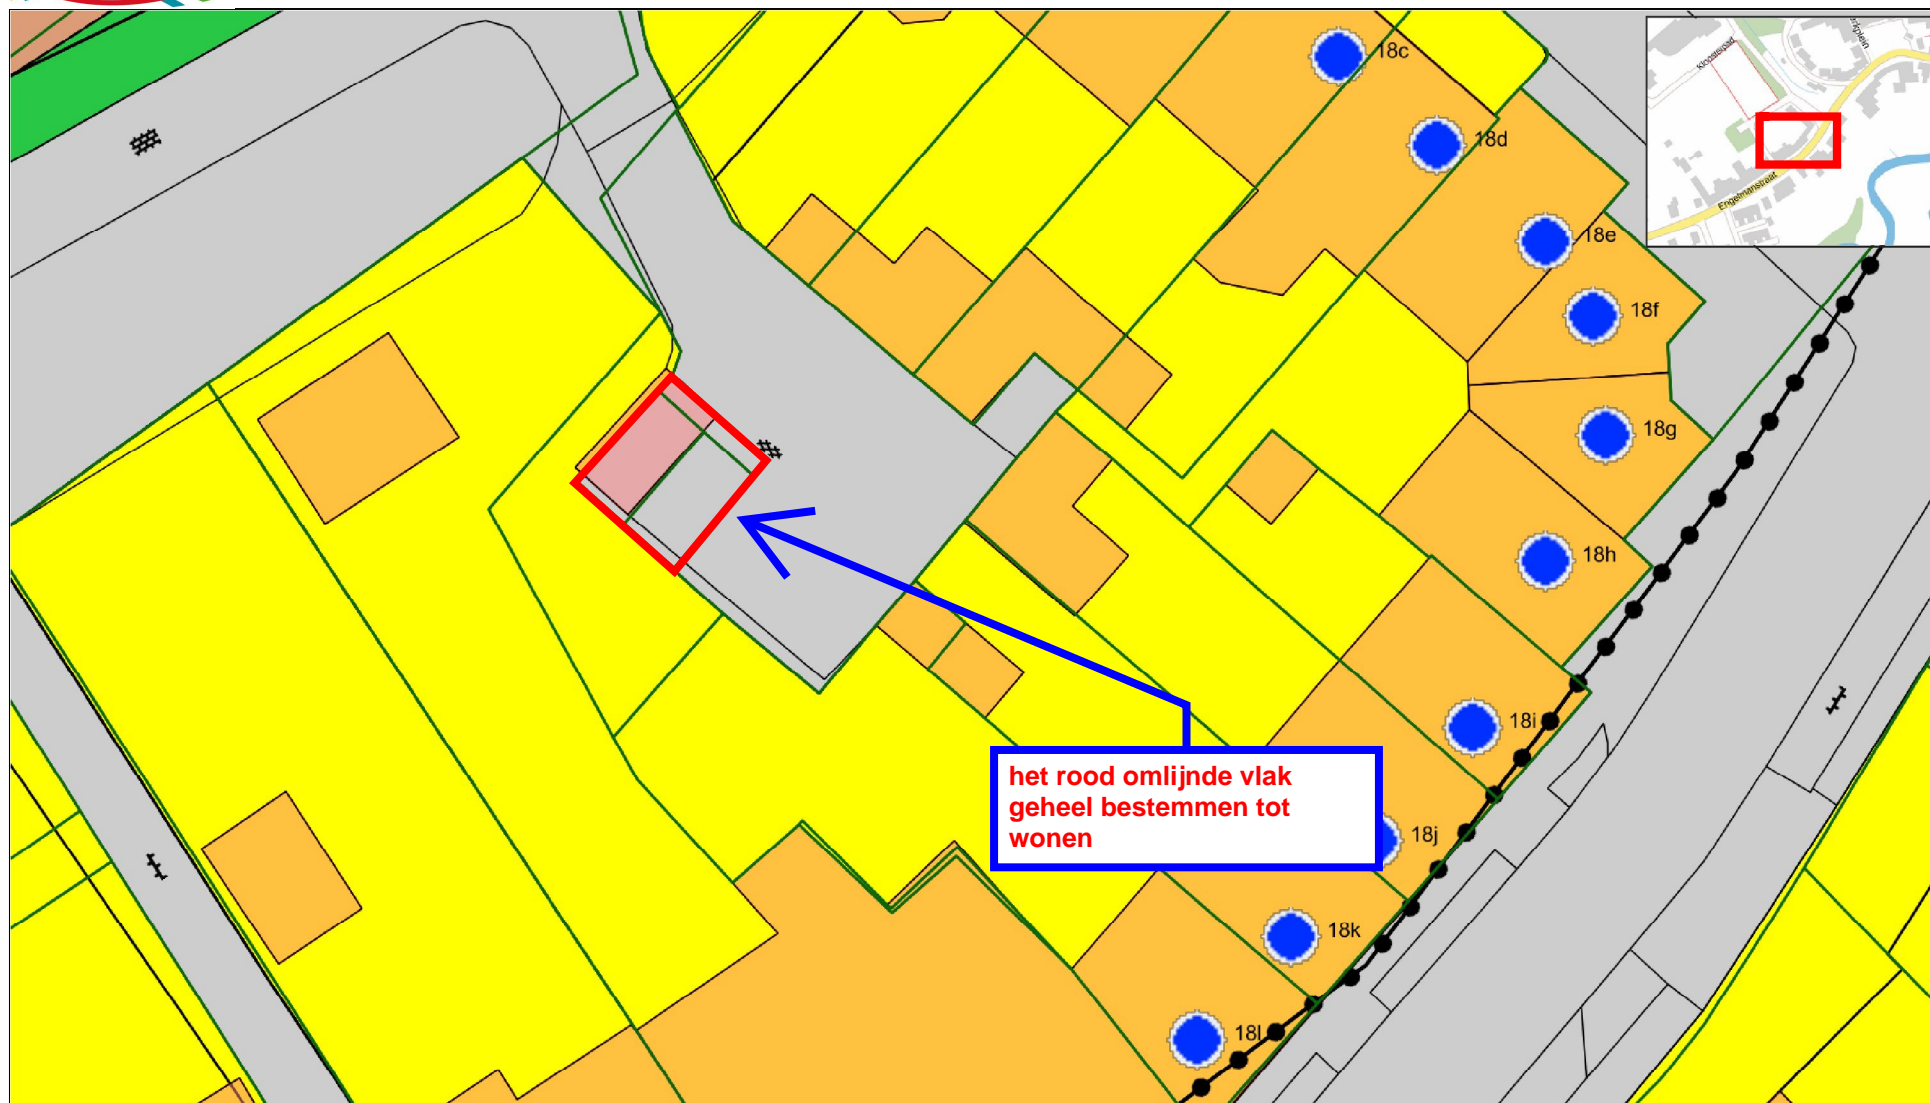 18c
18d
18e
18f
18g
18h
18i
18j
18k
18l
Kloosterpad
Engelmanstraat
het rood omlijnde vlak
geheel bestemmen tot
wonen